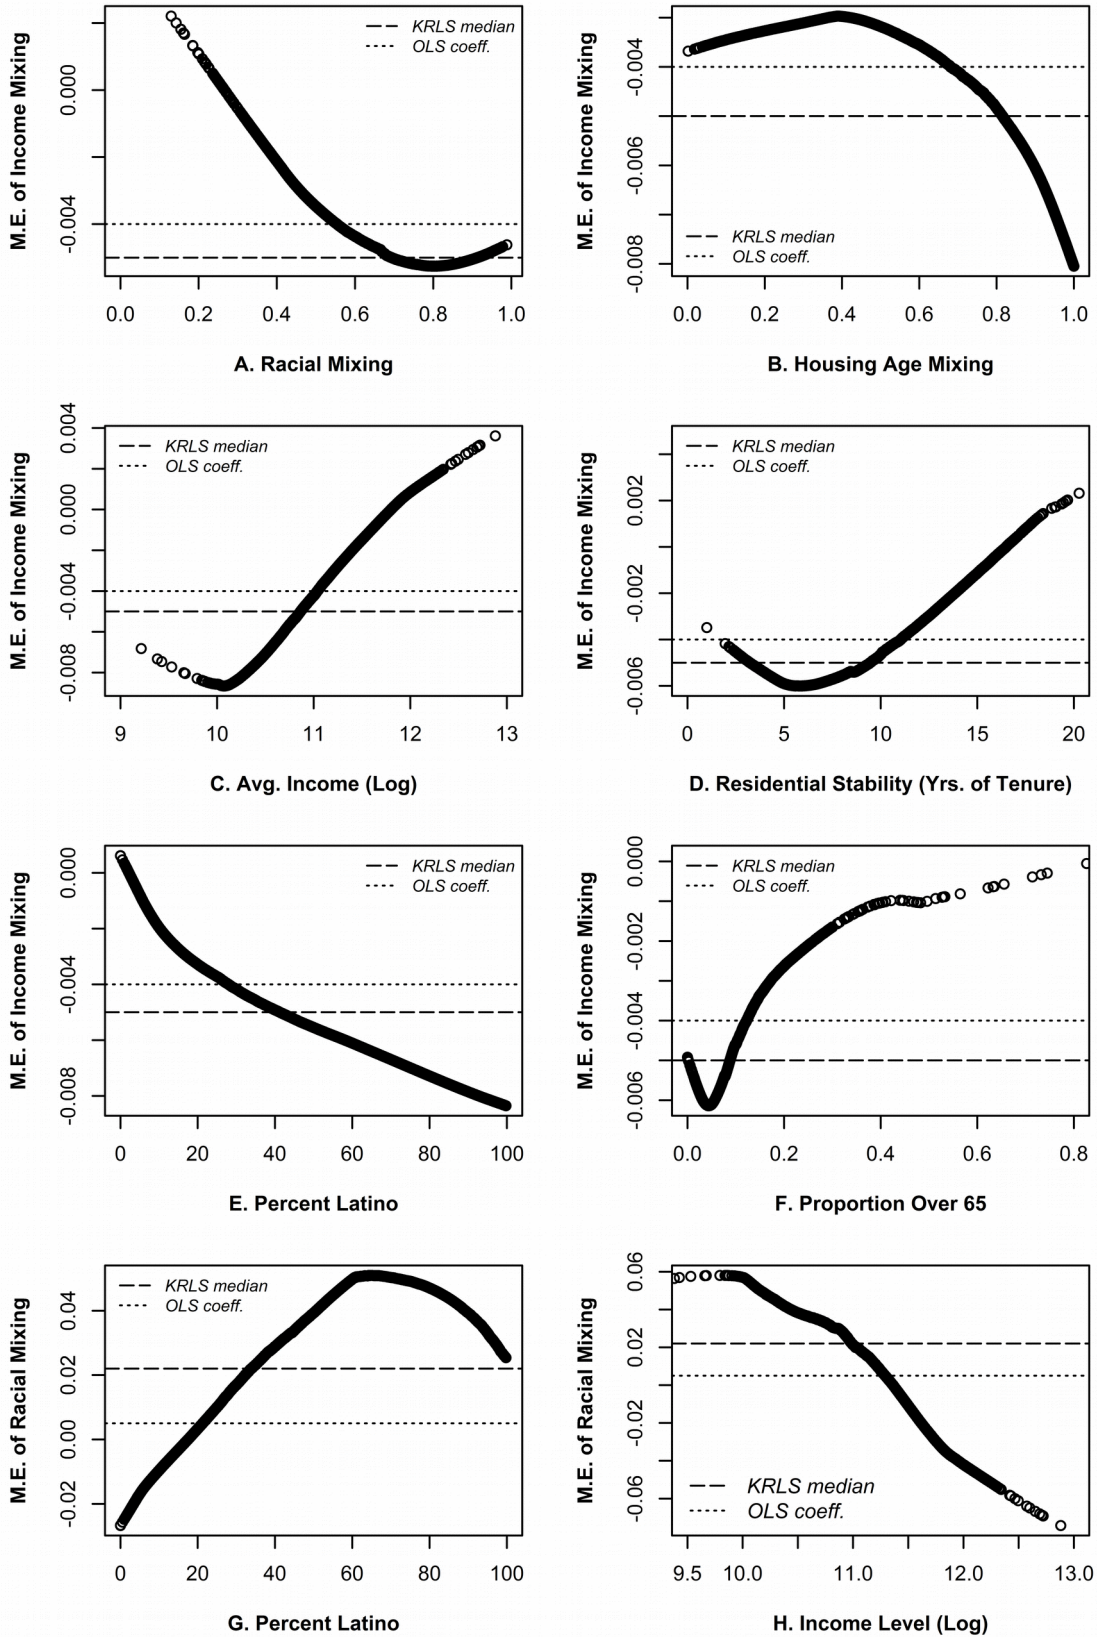 M.E. of Income Mixing
0.000
-0.004
KRLS median
OLS coeff.
0.0 0.2 0.4 0.6 0.8 1.0
A. Racial Mixing
M.E. of Income Mixing
-0.004
-0.006
-0.008
KRLS median
OLS coeff.
0.0 0.2 0.4 0.6 0.8 1.0
B. Housing Age Mixing
M.E. of Income Mixing
0.004
0.000
-0.004
-0.008
KRLS median
OLS coeff.
9 10 11 12 13
C. Avg. Income (Log)
M.E. of Income Mixing
0.002
-0.002
-0.006
KRLS median
OLS coeff.
0 5 10 15 20
D. Residential Stability (Yrs. of Tenure)
M.E. of Income Mixing
0.000
-0.004
-0.008
KRLS median
OLS coeff.
0 20 40 60 80 100
E. Percent Latino
M.E. of Income Mixing
0.000
-0.002
-0.004
-0.006
KRLS median
OLS coeff.
0.0 0.2 0.4 0.6 0.8
F. Proportion Over 65
M.E. of Racial Mixing
0.04
0.02
0.00
-0.02
KRLS median
OLS coeff.
0 20 40 60 80 100
G. Percent Latino
M.E. of Racial Mixing
0.06
0.02
-0.02
-0.06
KRLS median
OLS coeff.
9.5 10.0 11.0 12.0 13.0
H. Income Level (Log)